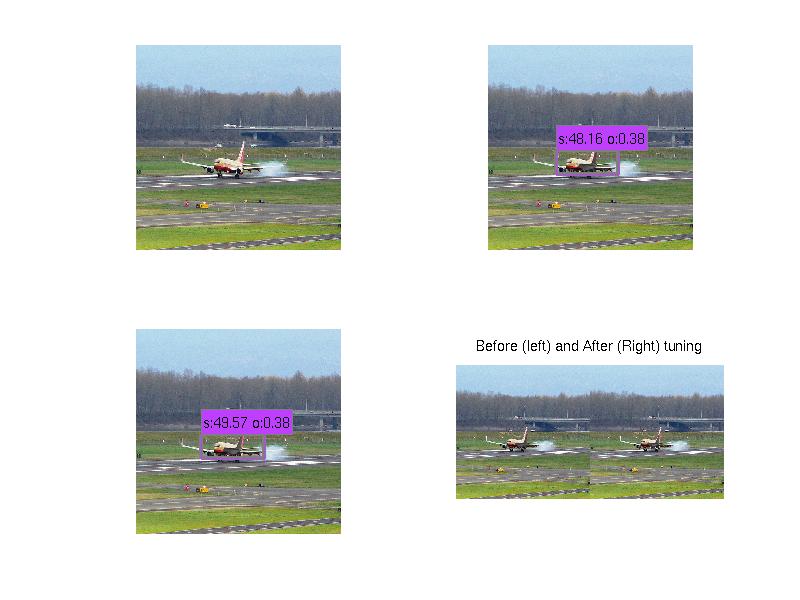 s:48.16 o:0.38
s:49.57 o:0.38
Before (left) and After (Right) tuning